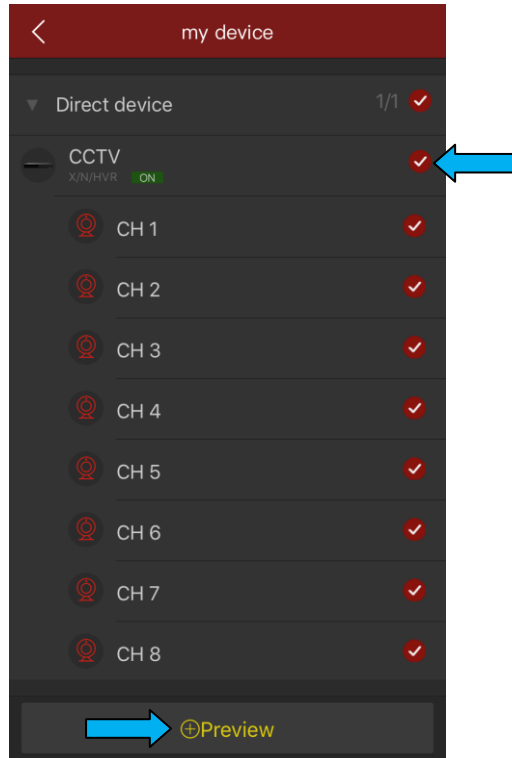 my device
Direct device 1/1
CCTV
X/N/HVR ON
CH 1
CH 2
CH 3
CH 4
CH 5
CH 6
CH 7
CH 8
Preview